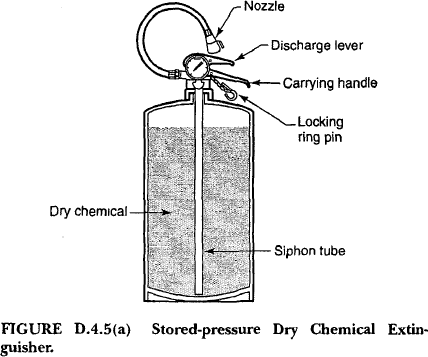 Nozzle
Discharge lever
Carrying handle
Locking
ring pin
Dry chemical
Siphon tube
FIGURE D.4.5(a) Stored-pressure Dry Chemical Extin-
guisher.